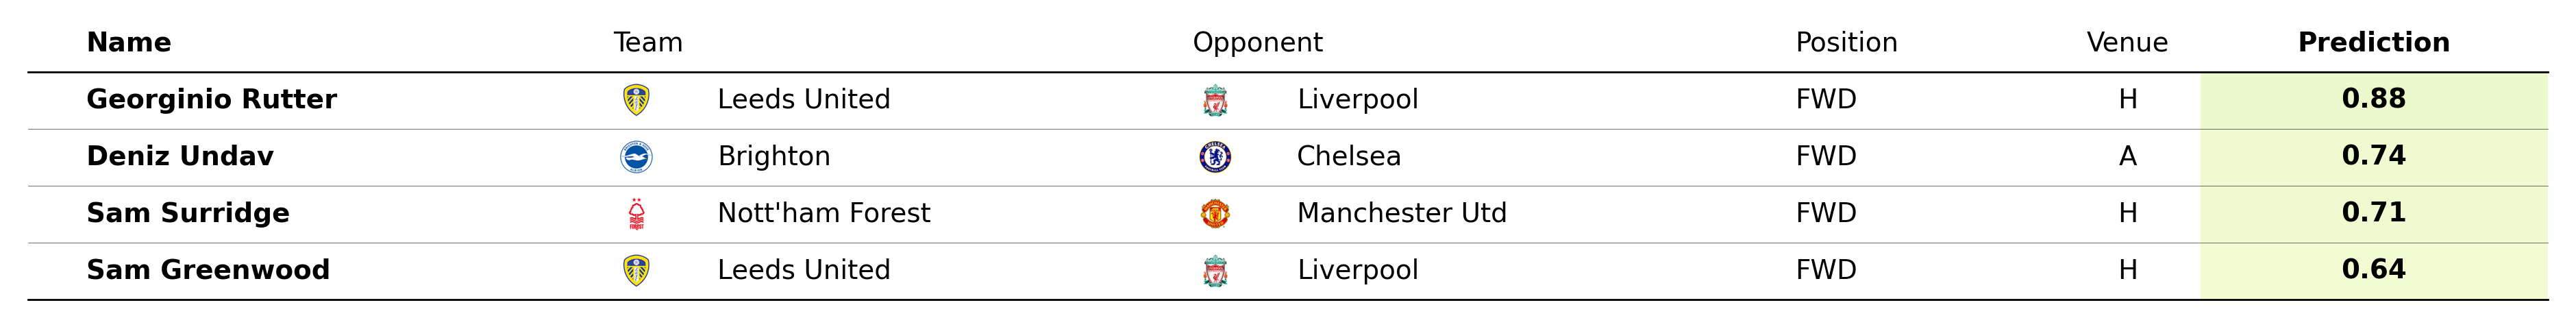 Name Team Opponent Position Venue Prediction
Georginio Rutter Leeds United Liverpool FWD H 0.88
Deniz Undav Brighton Chelsea FWD A 0.74
Sam Surridge Nott'ham Forest Manchester Utd FWD H 0.71
Sam Greenwood Leeds United Liverpool FWD H 0.64